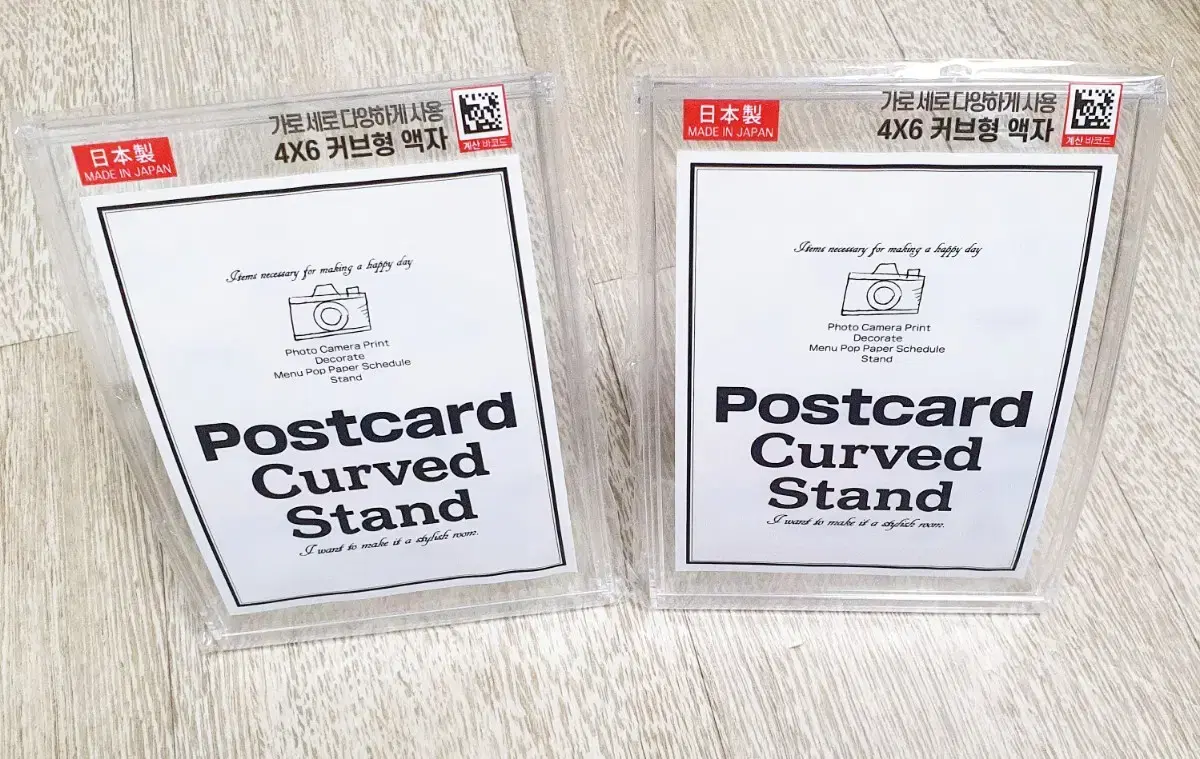 日本製
MADE IN JAPAN
가로 세로 다양하게 사용
4X6 커브형 액자
계산 바코드
Items necessary for making a happy day
Photo Camera Print
Decorate
Menu Pop Paper Schedule
Stand
Postcard
Curved
Stand
I want to make it a stylish room.
日本製
MADE IN JAPAN
가로 세로 다양하게 사용
4X6 커브형 액자
계산 바코드
Items necessary for making a happy day
Photo Camera Print
Decorate
Menu Pop Paper Schedule
Stand
Postcard
Curved
Stand
I want to make it a stylish room.